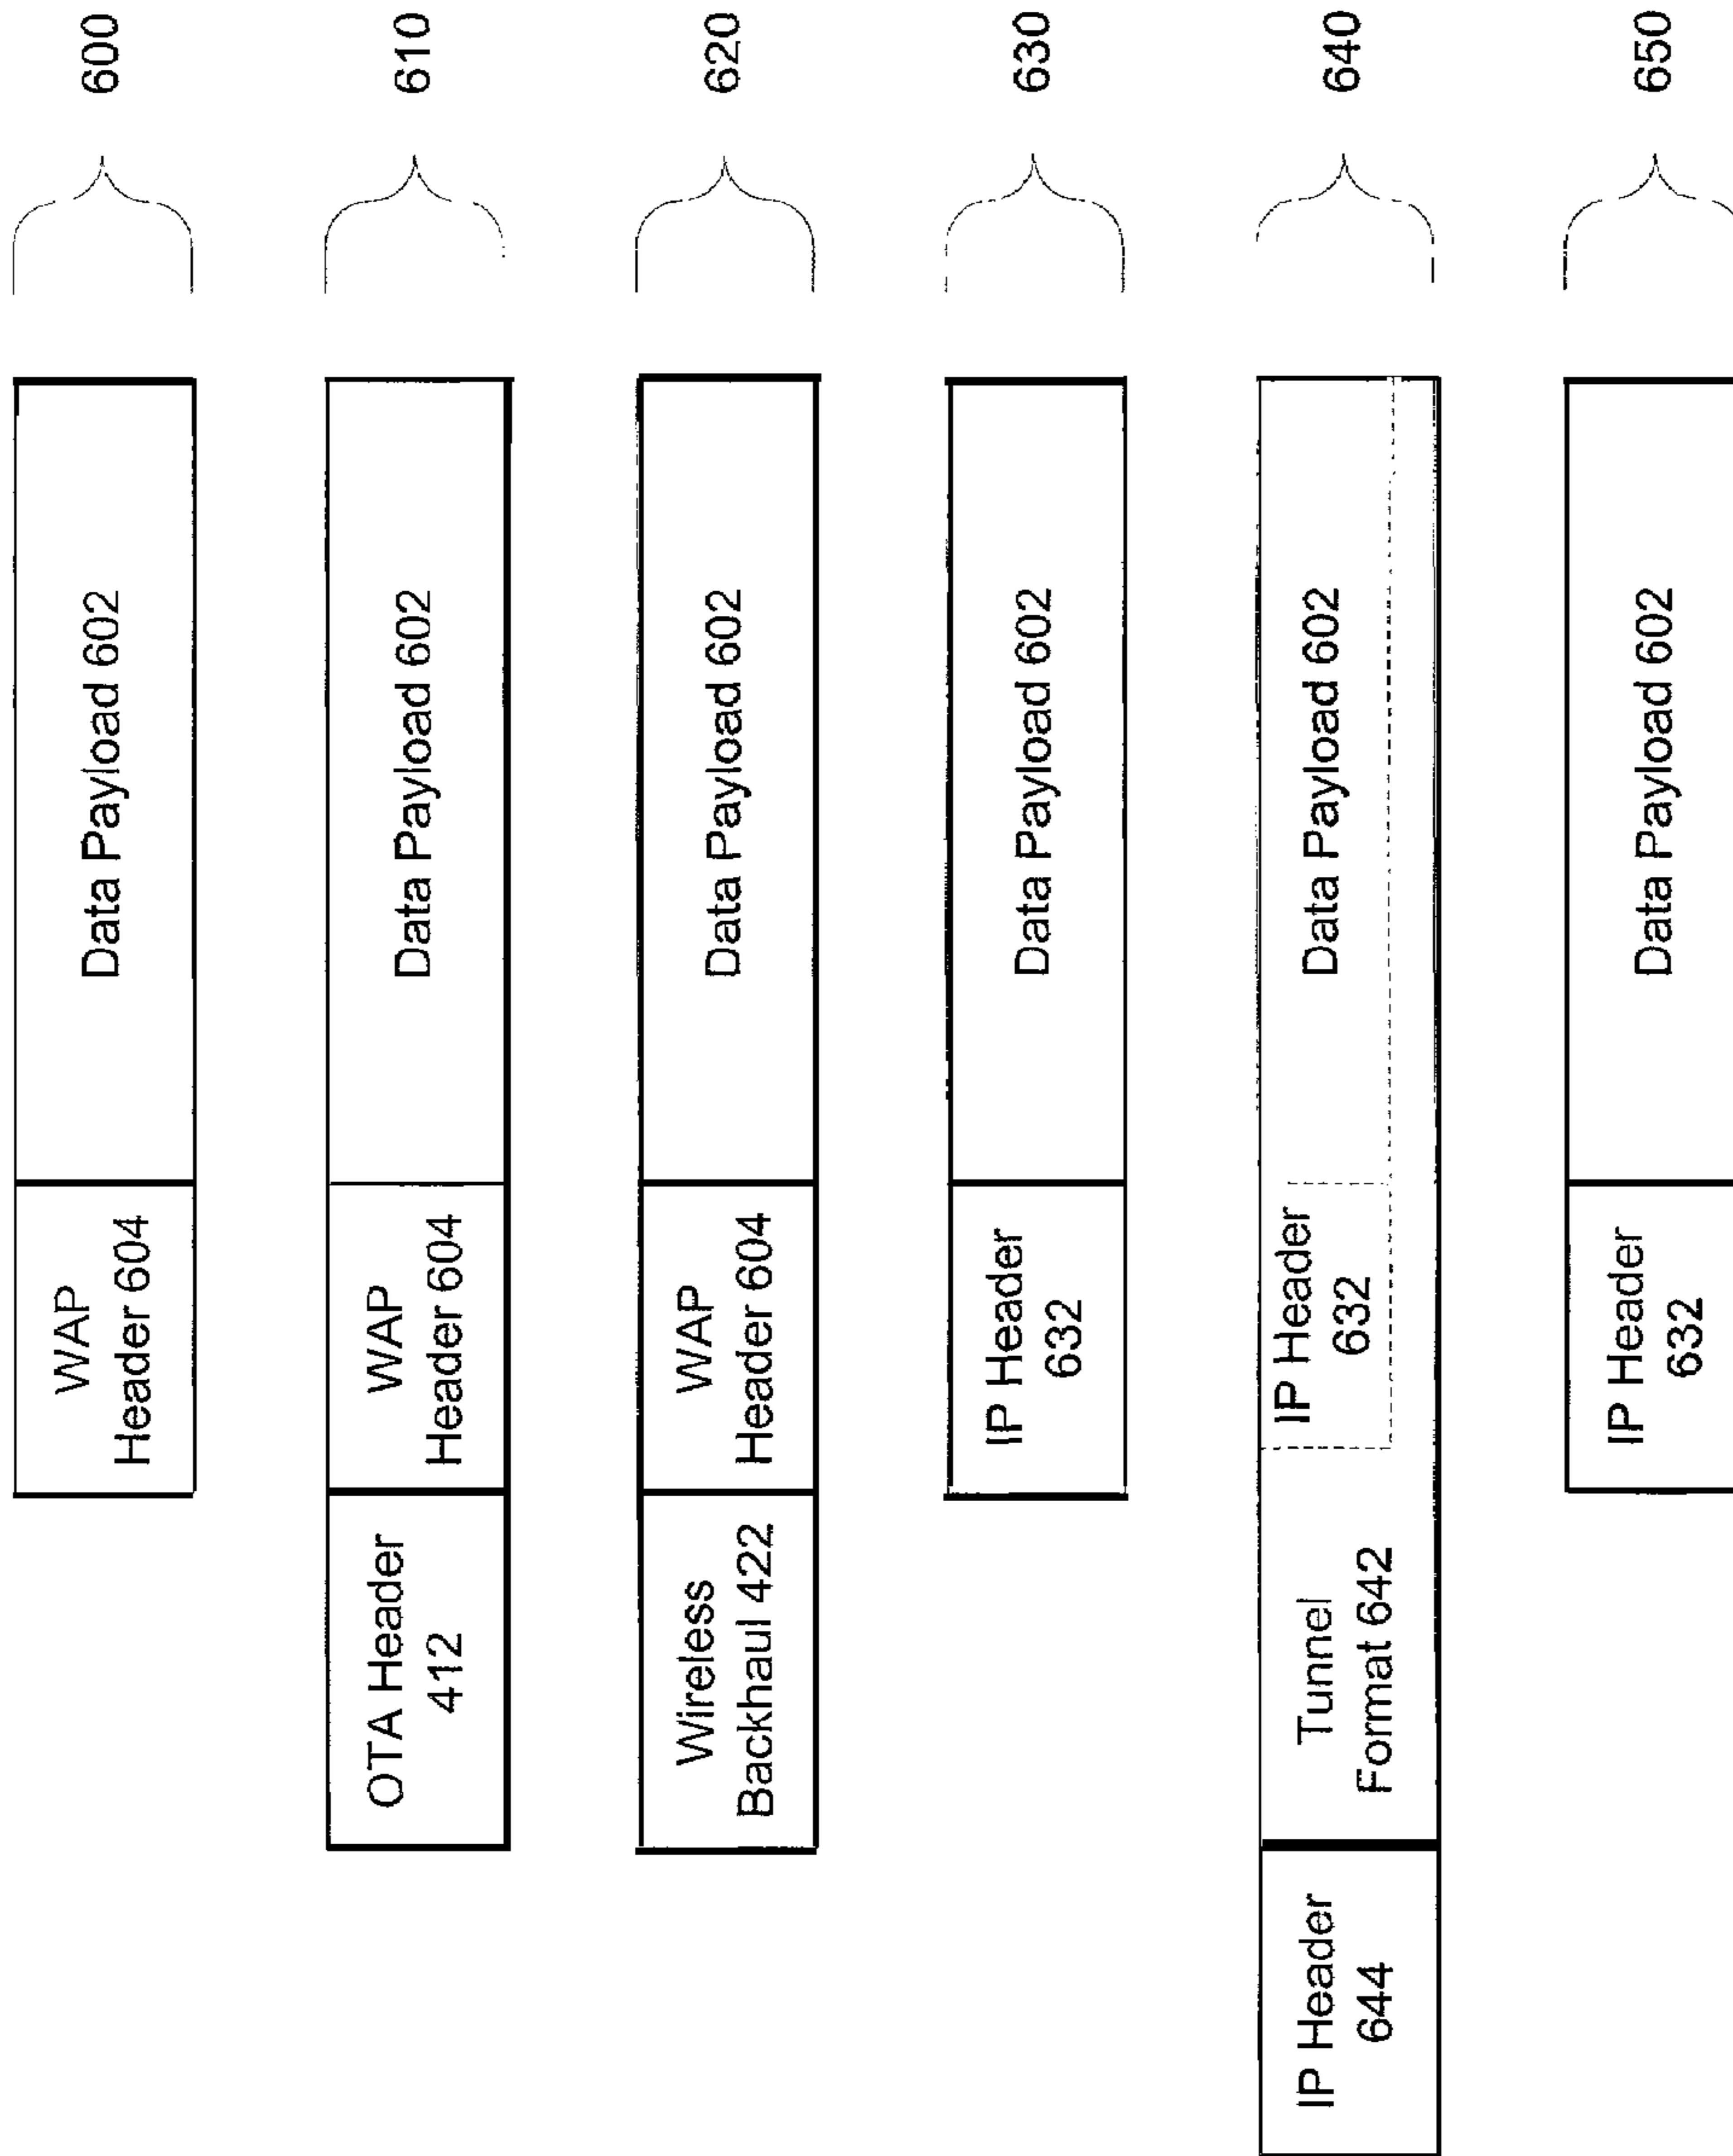 WAP
Header 604
Data Payload 602
600
OTA Header
412
WAP
Header 604
Data Payload 602
610
Wireless
Backhaul 422
WAP
Header 604
Data Payload 602
620
IP Header
632
Data Payload 602
630
IP Header
644
Tunnel
Format 642
IP Header
632
Data Payload 602
640
IP Header
632
Data Payload 602
650